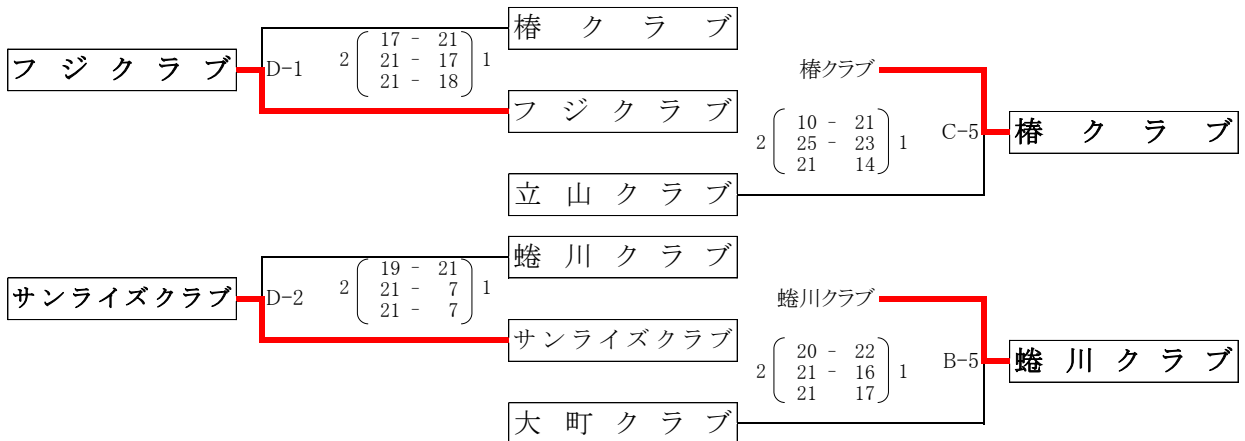 椿クラブ
フジクラブ D-1 2 ( 17 - 21 1
21 - 17
21 - 18 )
フジクラブ
椿クラブ
2 ( 10 - 21 1 C-5 椿クラブ
25 - 23
21 14 )
立山クラブ
蜷川クラブ
サンライズクラブ D-2 2 ( 19 - 21 1
21 - 7
21 - 7 )
サンライズクラブ
蜷川クラブ
2 ( 20 - 22 1 B-5 蜷川クラブ
21 - 16
21 17 )
大町クラブ